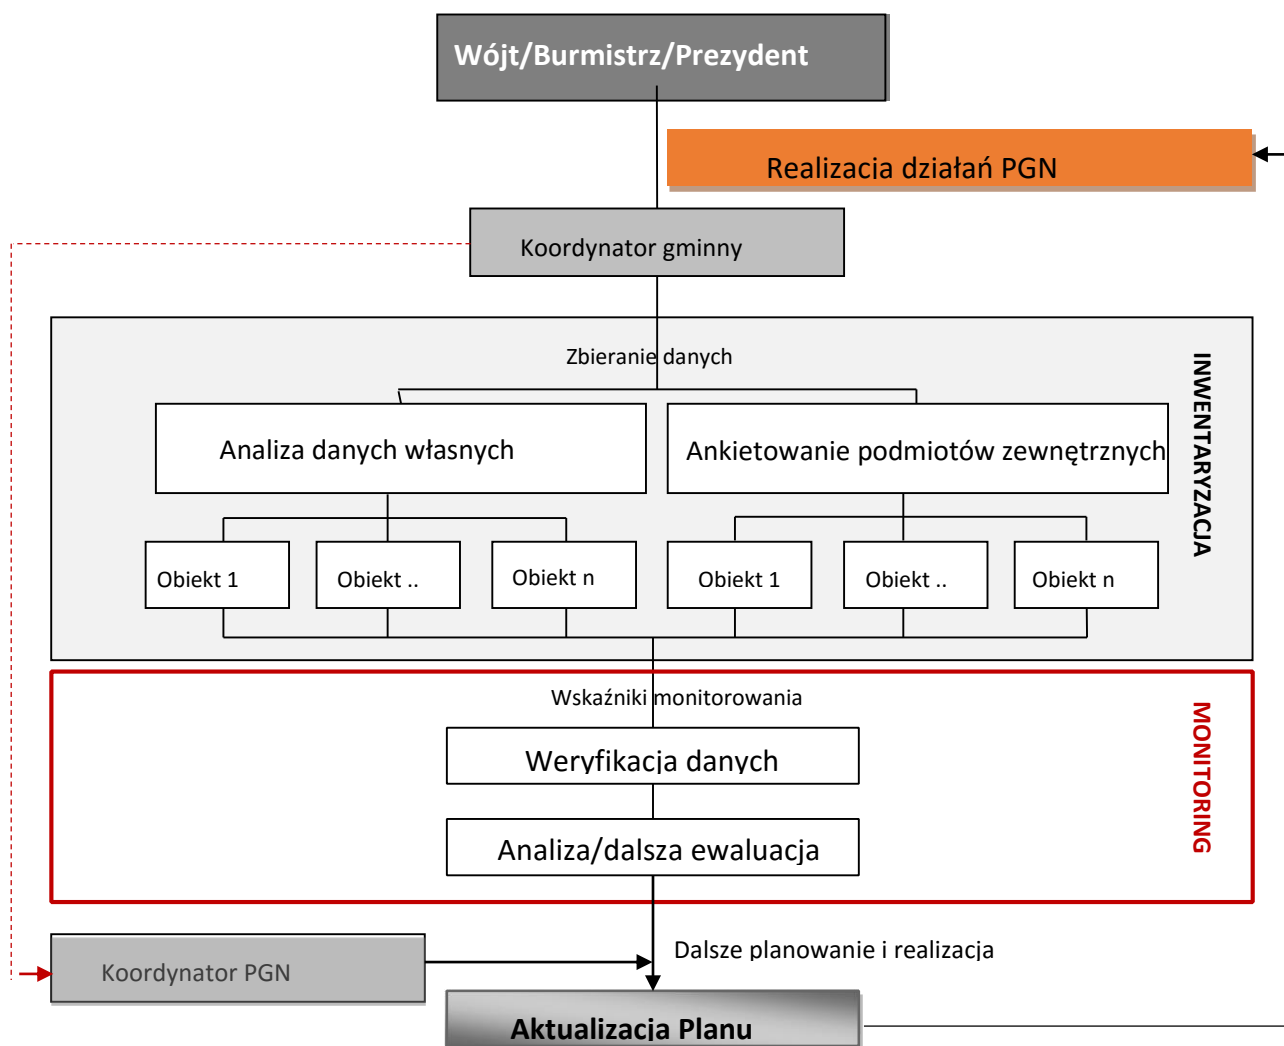 Wójt/Burmistrz/Prezydent
Realizacja działań PGN
Koordynator gminny
Zbieranie danych
INWENTARYZACJA
Analiza danych własnych
Ankietowanie podmiotów zewnętrznych
Obiekt 1
Obiekt ..
Obiekt n
Obiekt 1
Obiekt ..
Obiekt n
Wskaźniki monitorowania
MONITORING
Weryfikacja danych
Analiza/dalsza ewaluacja
Dalsze planowanie i realizacja
Koordynator PGN
Aktualizacja Planu